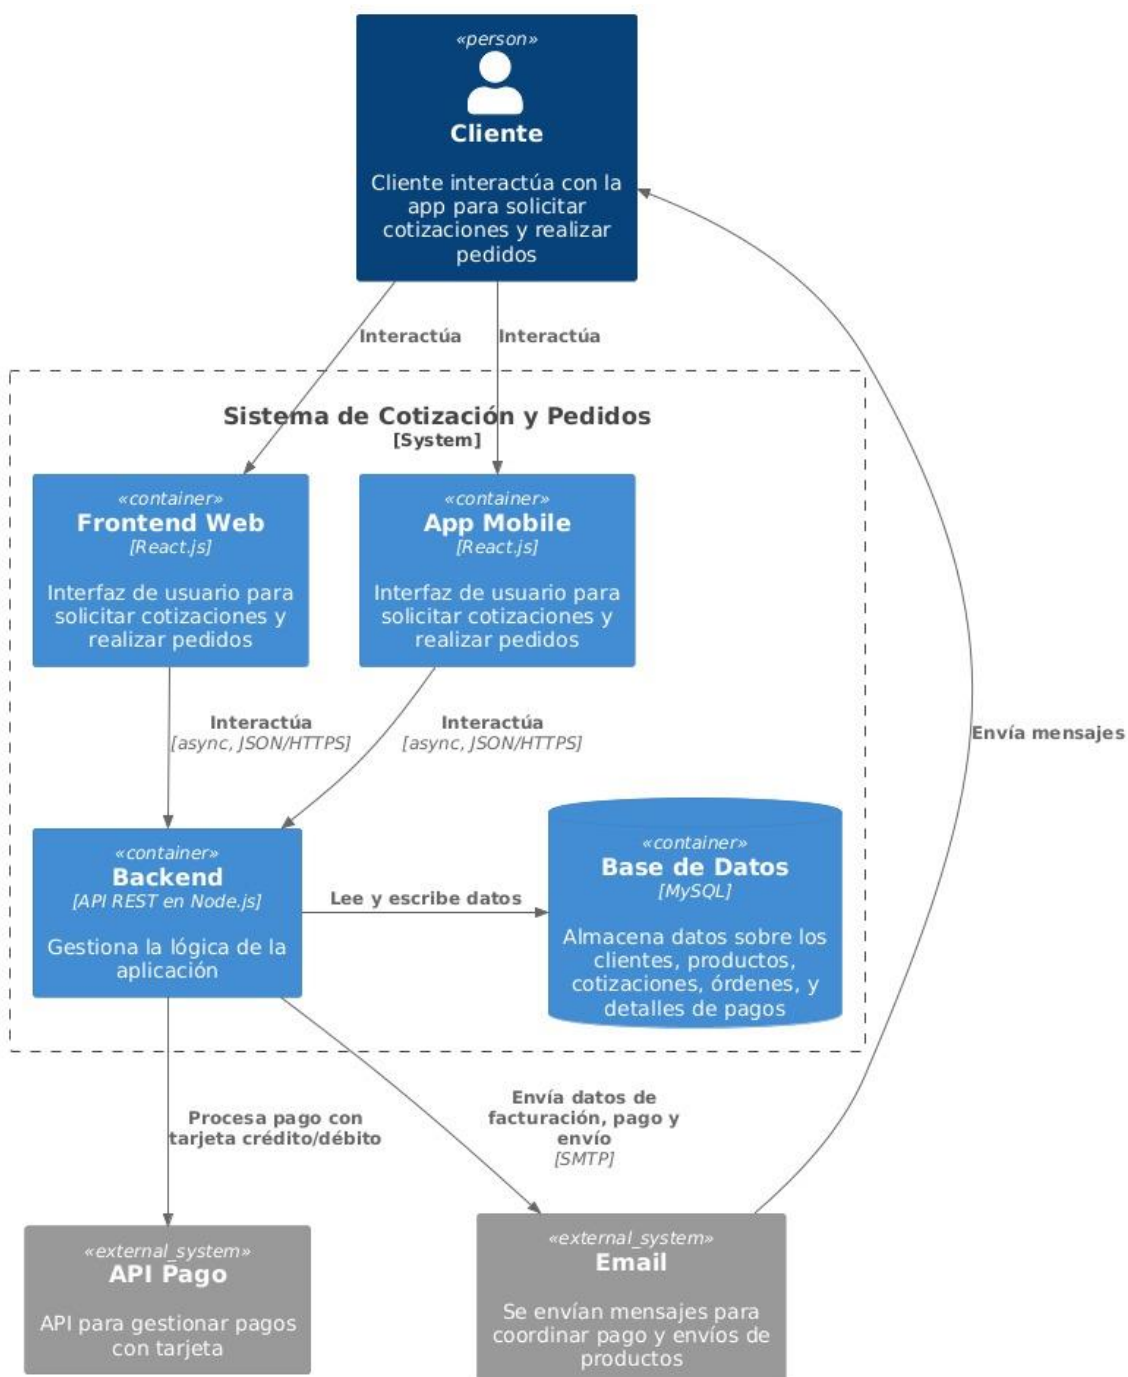 «person»
Cliente
Cliente interactúa con la
app para solicitar
cotizaciones y realizar
pedidos
Interactúa
Interactúa
Sistema de Cotización y Pedidos
[System]
«container»
Frontend Web
[React.js]
Interfaz de usuario para
solicitar cotizaciones y
realizar pedidos
«container»
App Mobile
[React.js]
Interfaz de usuario para
solicitar cotizaciones y
realizar pedidos
Interactúa
[async, JSON/HTTPS]
Interactúa
[async, JSON/HTTPS]
Envía mensajes
«container»
Backend
[API REST en Node.js]
Gestiona la lógica de la
aplicación
Lee y escribe datos
«container»
Base de Datos
[MySQL]
Almacena datos sobre los
clientes, productos,
cotizaciones, órdenes, y
detalles de pagos
Procesa pago con
tarjeta crédito/débito
Envía datos de
facturación, pago y
envío
[SMTP]
«external_system»
API Pago
API para gestionar pagos
con tarjeta
«external_system»
Email
Se envían mensajes para
coordinar pago y envíos de
productos